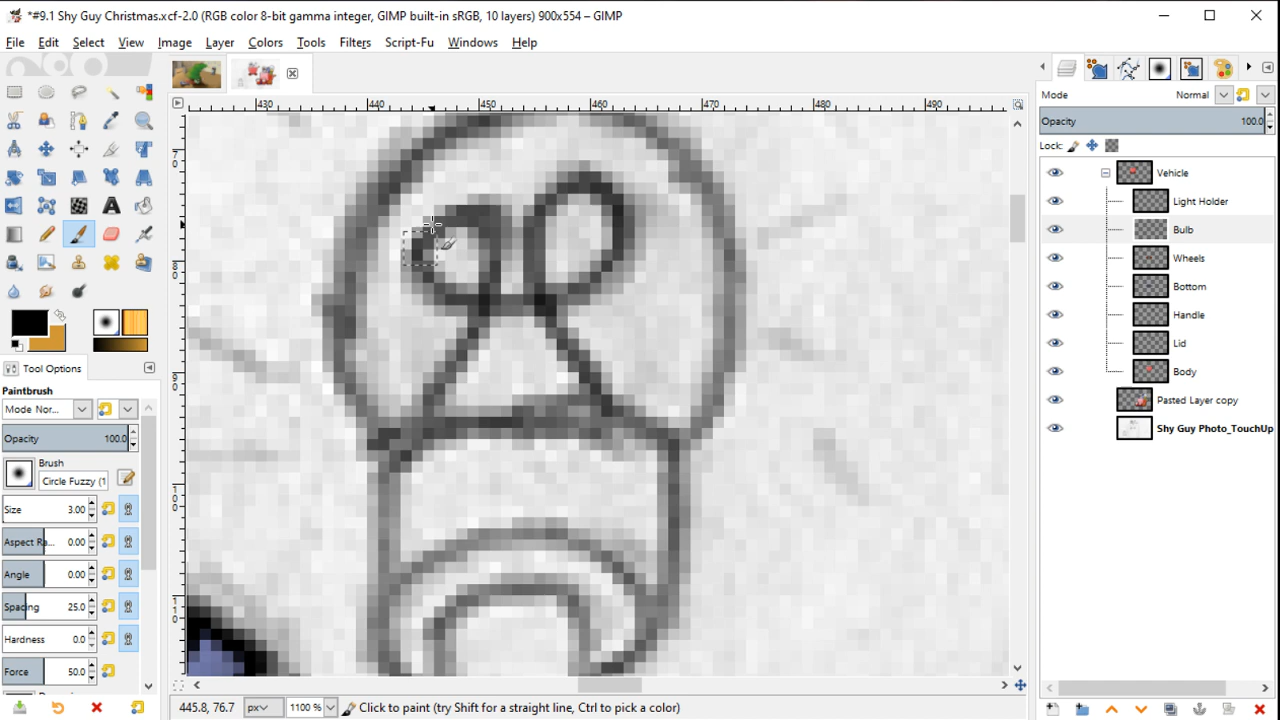 *#9.1 Shy Guy Christmas.xcf-2.0 (RGB color 8-bit gamma integer, GIMP built-in sRGB, 10 layers) 900x554 – GIMP
File Edit Select View Image Layer Colors Tools Filters Script-Fu Windows Help
430 440 450 460 470 480 490
Mode Normal
Opacity 100.0
Lock:
Vehicle
Light Holder
Bulb
Wheels
Bottom
Handle
Lid
Body
Pasted Layer copy
Shy Guy Photo_TouchUp
70
80
90
100
110
Tool Options
Paintbrush
Mode Nor...
Opacity 100.0
Brush
Circle Fuzzy (1
Size 3.00
Aspect Ra... 0.00
Angle 0.00
Spacing 25.0
Hardness 0.0
Force 50.0
445.8, 76.7 px 1100 % Click to paint (try Shift for a straight line, Ctrl to pick a color)